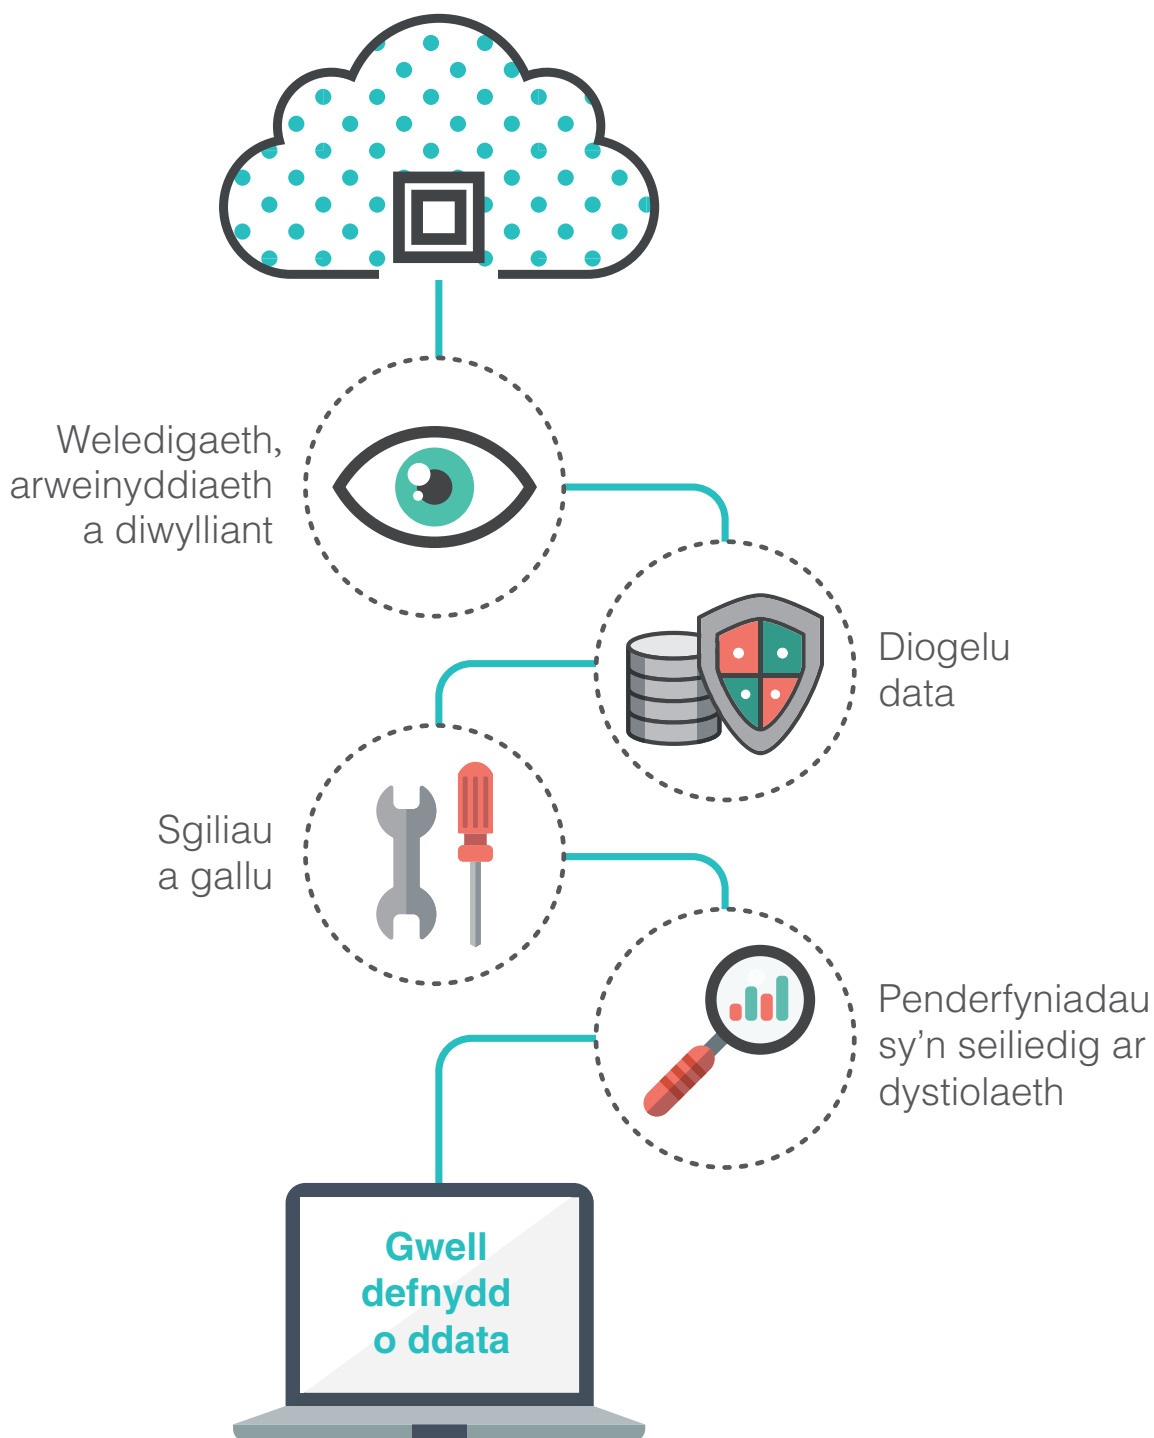 Weledigaeth,
arweinyddiaeth
a diwylliant
Diogelu
data
Sgiliau
a gallu
Penderfyniadau
sy’n seiliedig ar
dystiolaeth
Gwell
defnydd
o ddata